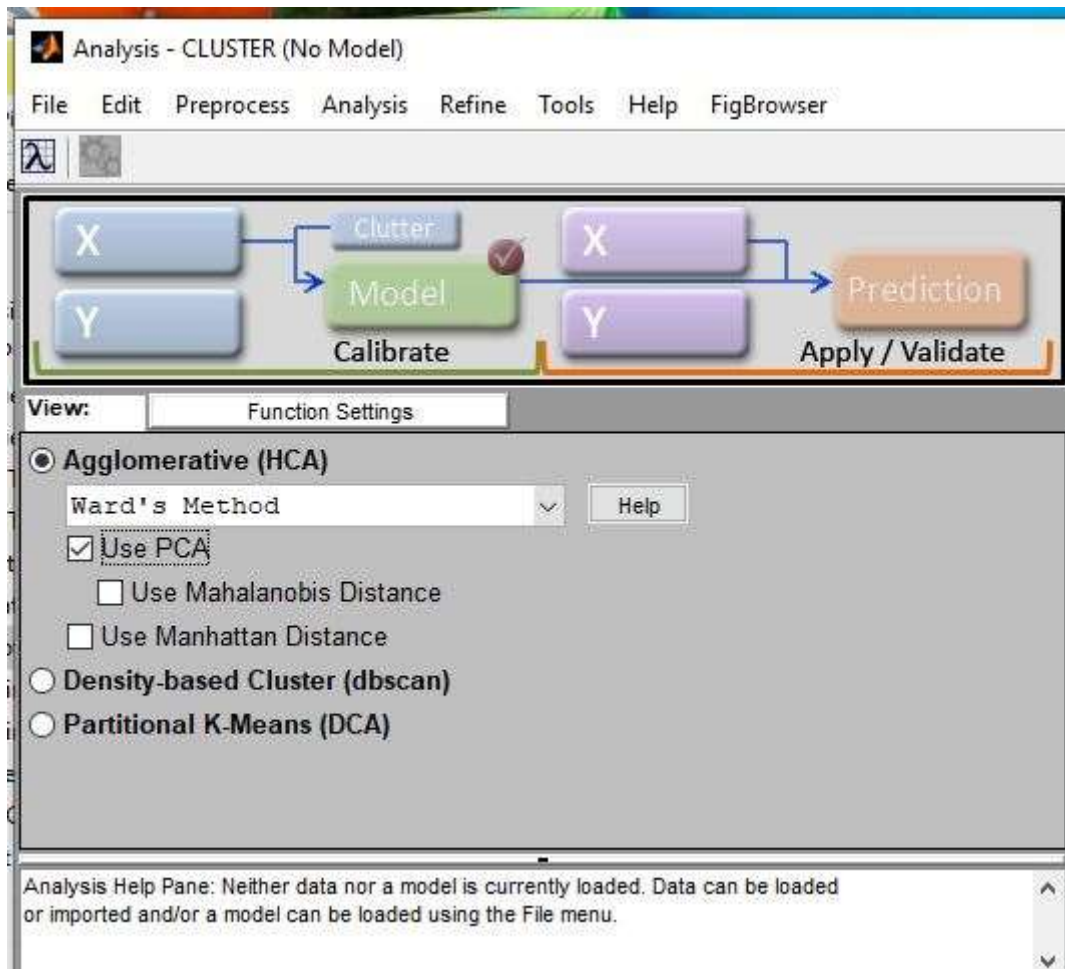 Analysis - CLUSTER (No Model)
File Edit Preprocess Analysis Refine Tools Help FigBrowser
λ
X Clutter X
Model Prediction
Y Y
Calibrate Apply / Validate
View: Function Settings
Agglomerative (HCA)
Ward's Method Help
Use PCA
Use Mahalanobis Distance
Use Manhattan Distance
Density-based Cluster (dbscan)
Partitional K-Means (DCA)
Analysis Help Pane: Neither data nor a model is currently loaded. Data can be loaded
or imported and/or a model can be loaded using the File menu.